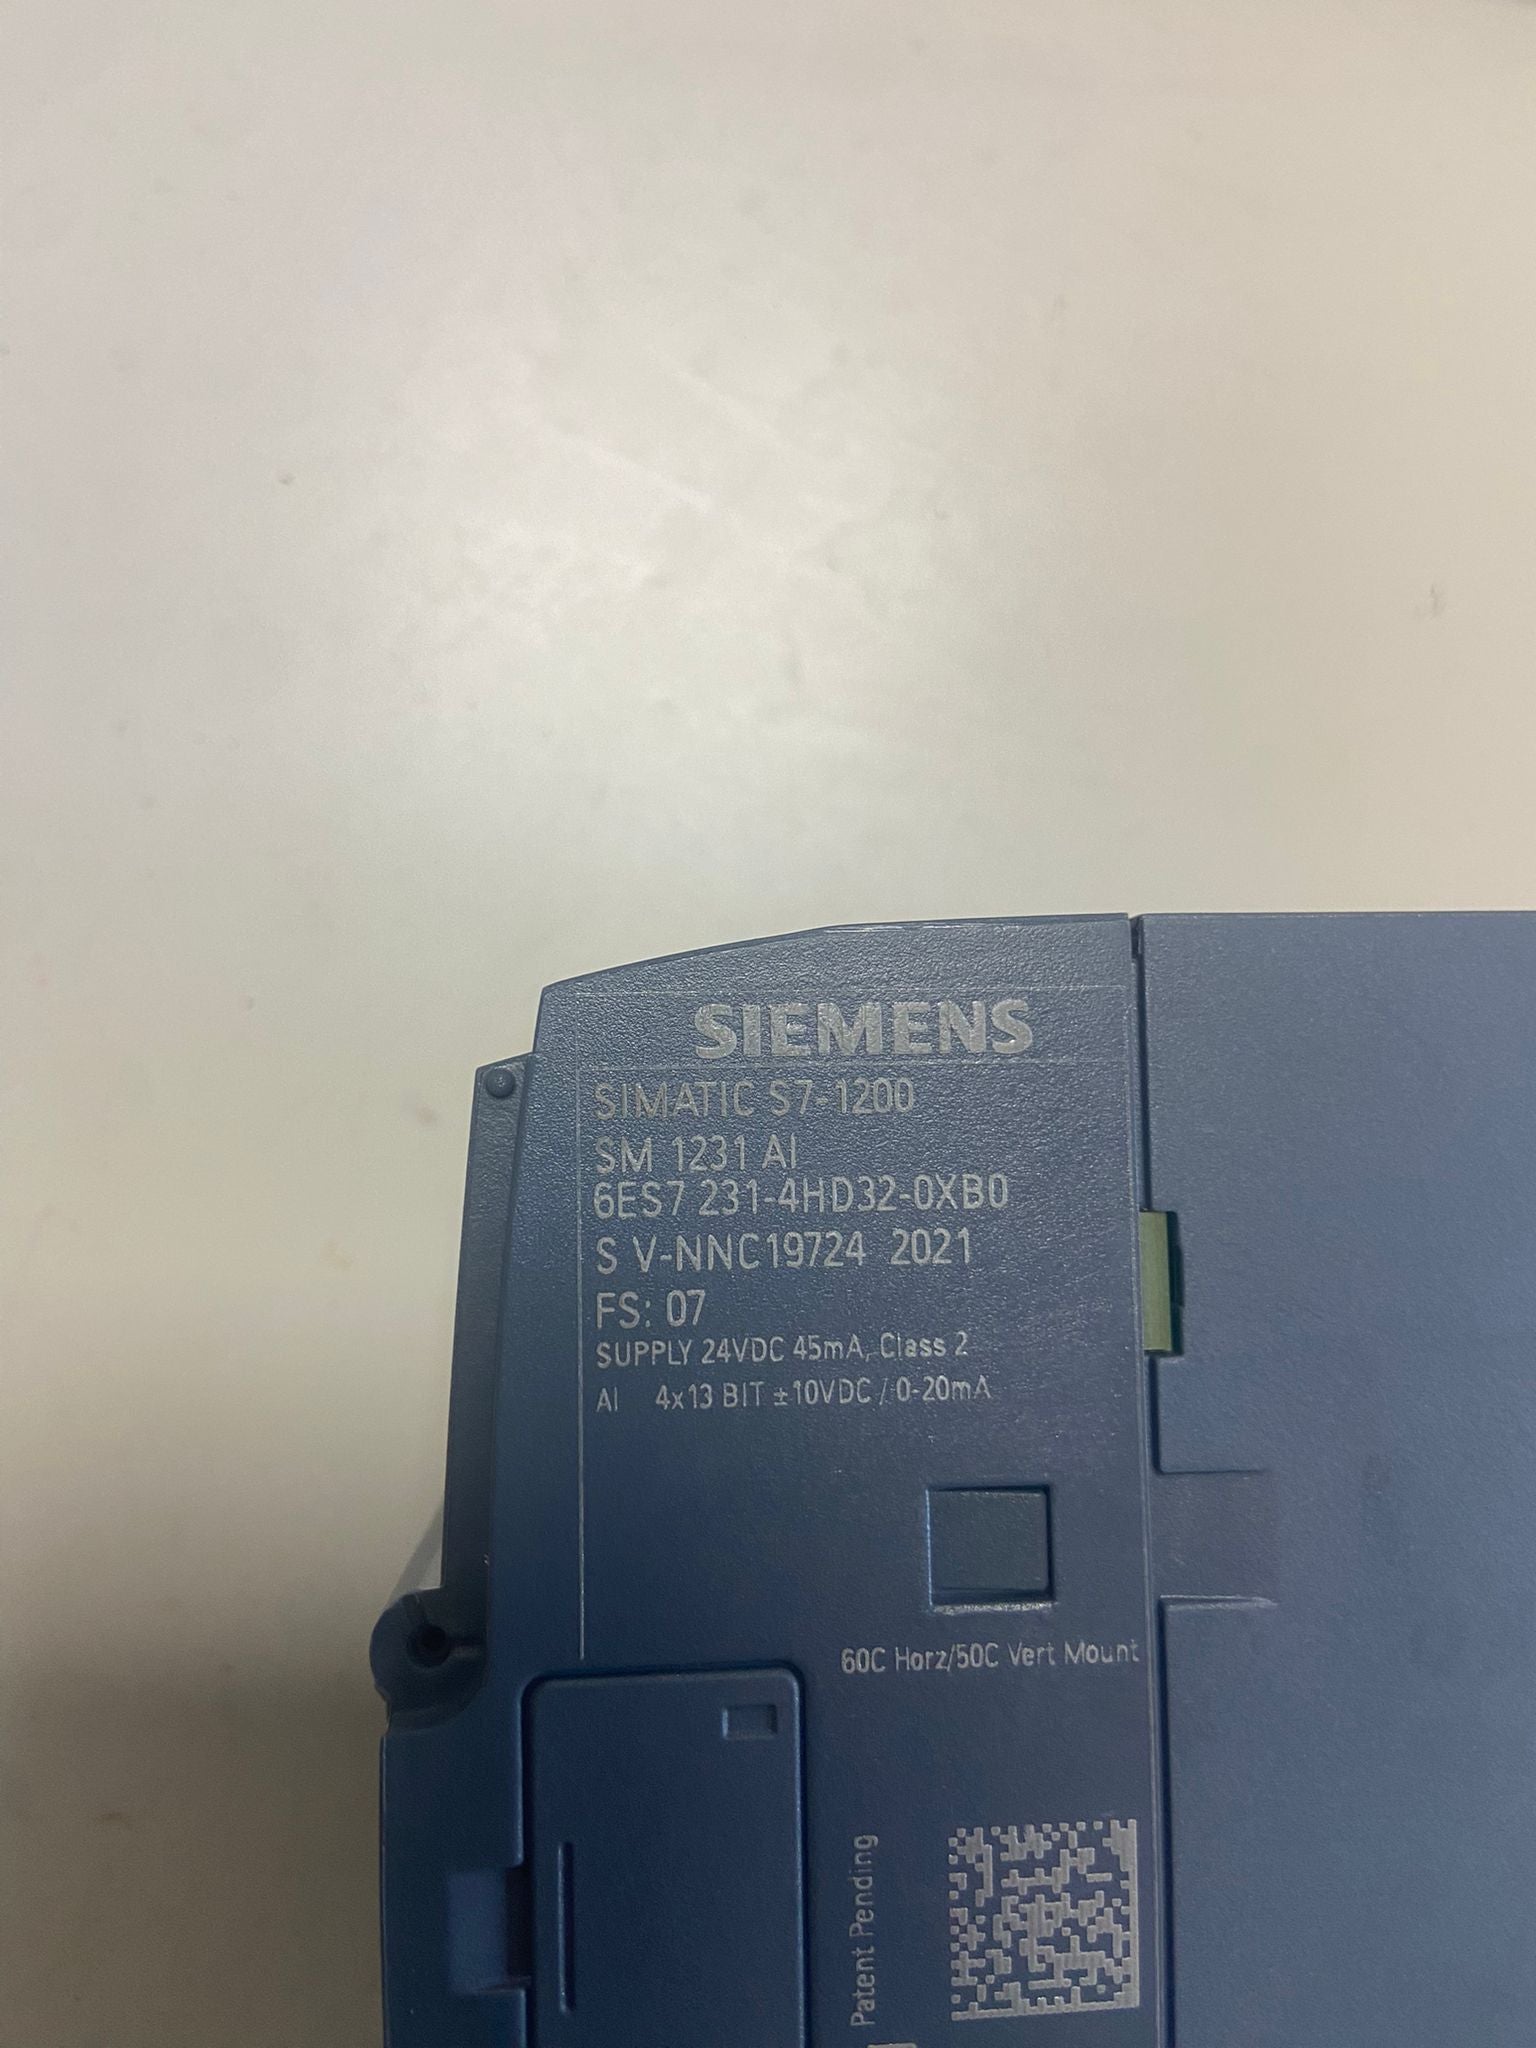 SIEMENS
SIMATIC S7-1200
SM 1231 AI
6ES7 231-4HD32-0XB0
S V-NNC19724 2021
FS: 07
SUPPLY 24VDC 45mA, Class 2
AI 4x13 BIT ±10VDC / 0-20mA
60C Horz/50C Vert Mount
Patent Pending